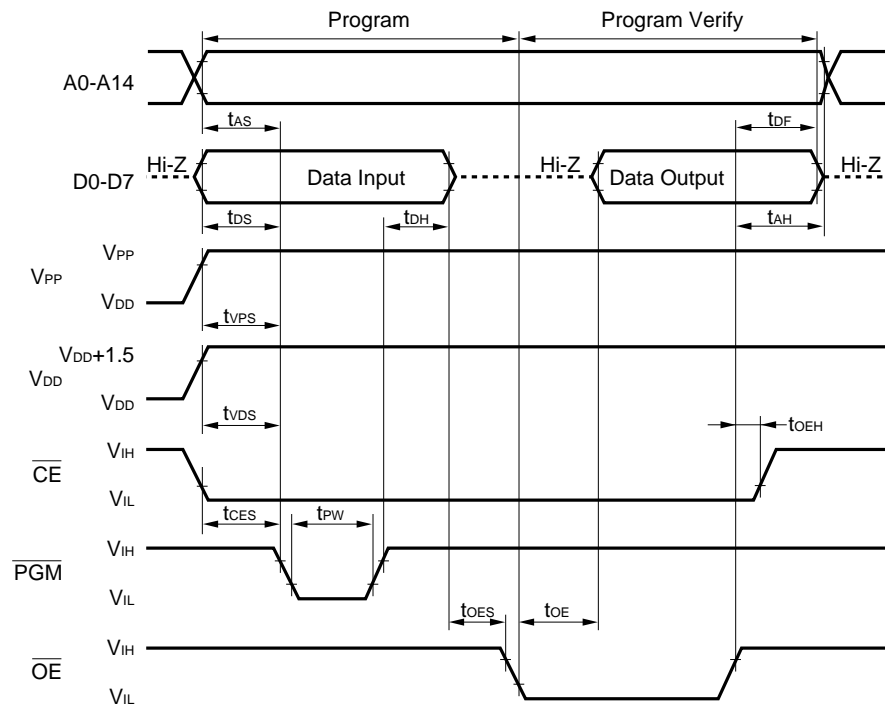 Program Program Verify
A0-A14
tAS tDF
Hi-Z Data Input Hi-Z Data Output Hi-Z
D0-D7
tDS tDH tAH
VPP
VPP
VDD
tVPS
VDD+1.5
VDD
VDD
tVDS
tOEH
VIH
CE
VIL
tCES tPW
VIH
PGM
VIL
tOES tOE
VIH
OE
VIL